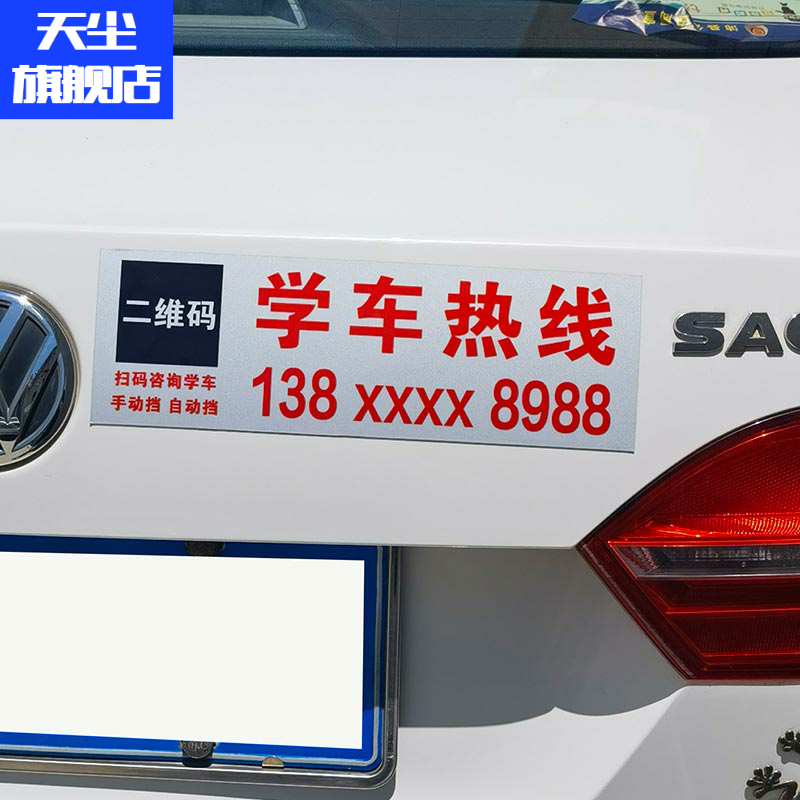 天尘
旗舰店
二维码
学车热线
扫码咨询学车
手动挡 自动挡
138 XXXX 8988
SAG